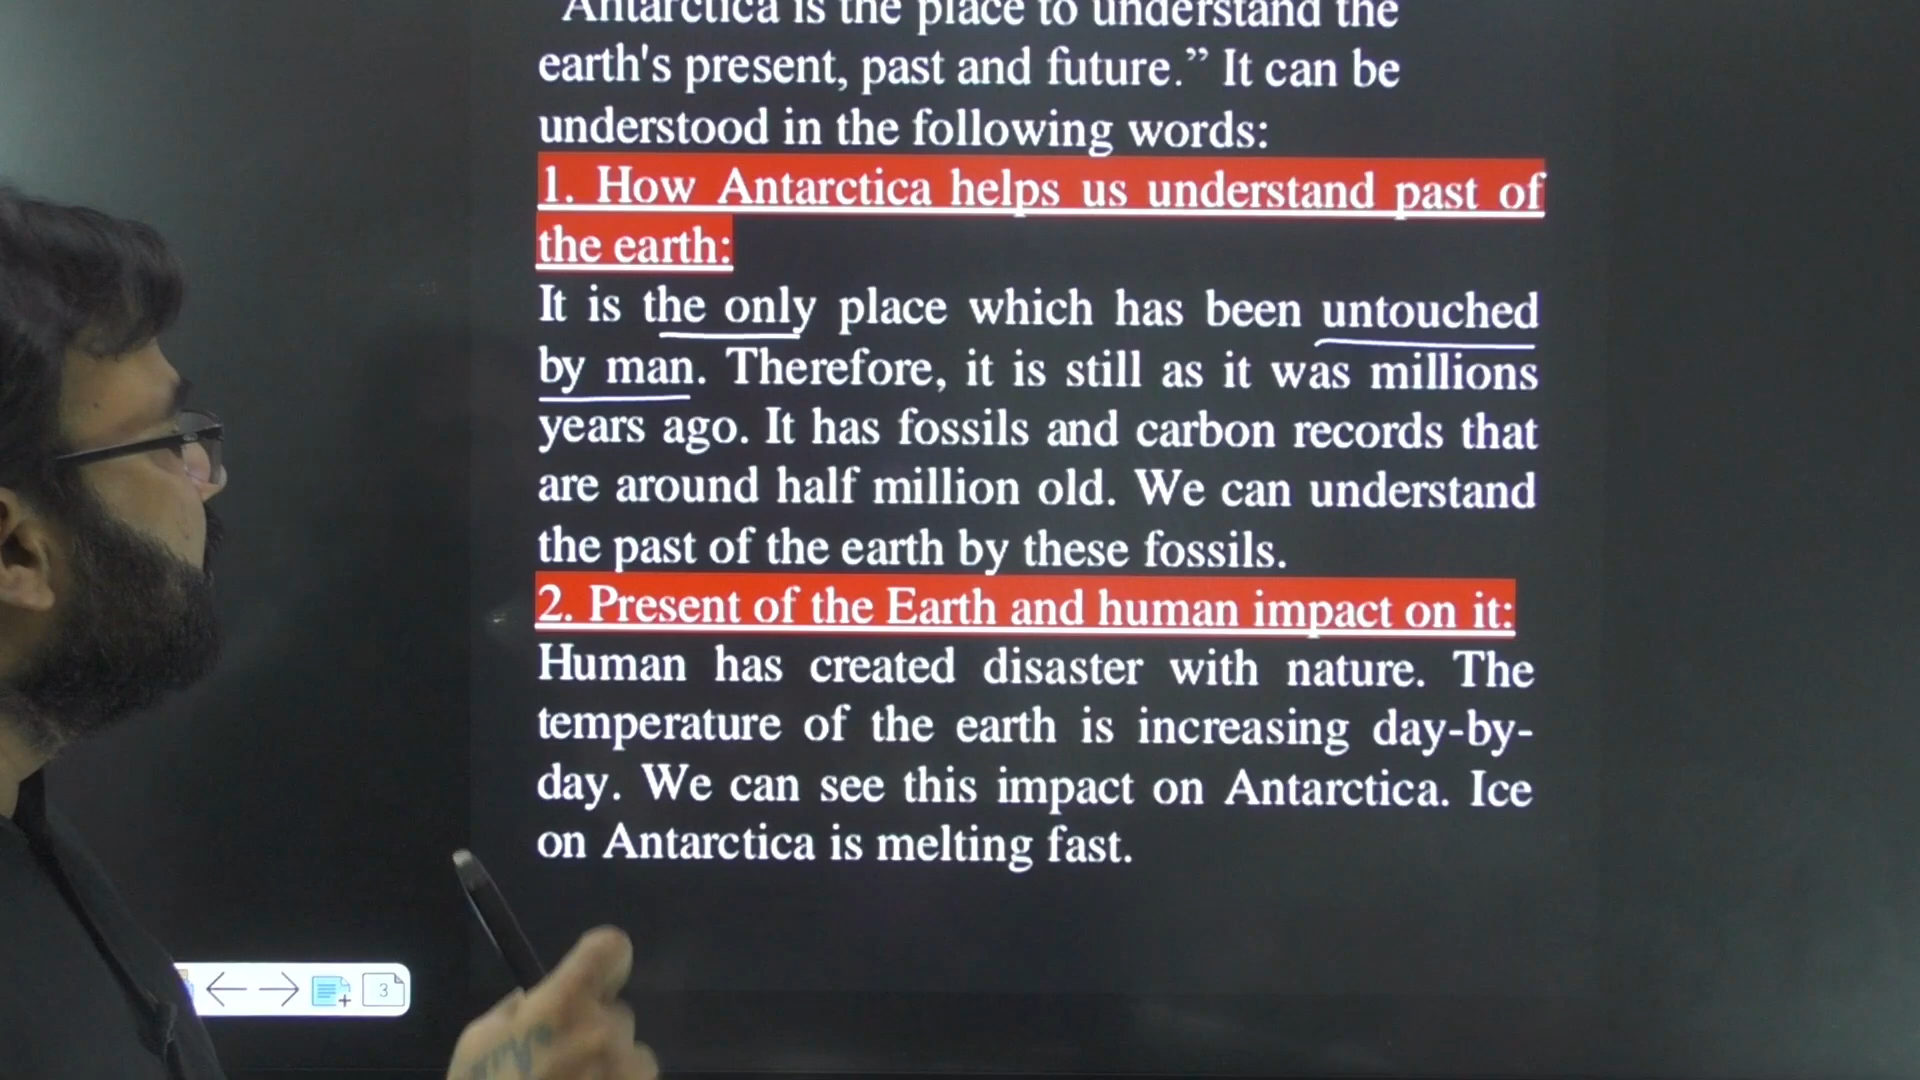 Antarctica is the place to understand the
earth's present, past and future.” It can be
understood in the following words:
1. How Antarctica helps us understand past of
the earth:
It is the only place which has been untouched
by man. Therefore, it is still as it was millions
years ago. It has fossils and carbon records that
are around half million old. We can understand
the past of the earth by these fossils.
2. Present of the Earth and human impact on it:
Human has created disaster with nature. The
temperature of the earth is increasing day-by-
day. We can see this impact on Antarctica. Ice
on Antarctica is melting fast.
3